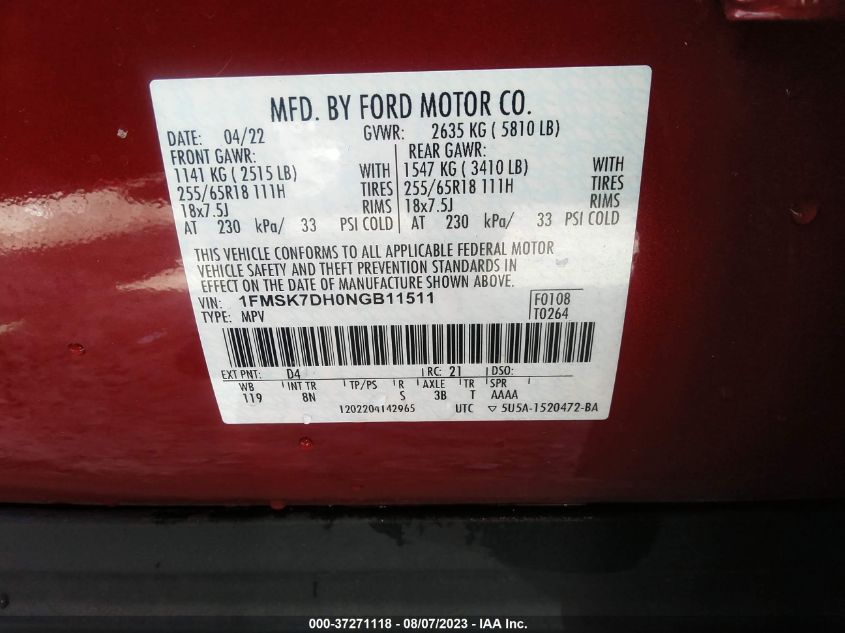 MFD. BY FORD MOTOR CO.
DATE: 04/22 GVWR: 2635 KG ( 5810 LB)
FRONT GAWR: REAR GAWR:
1141 KG ( 2515 LB) WITH 1547 KG ( 3410 LB) WITH
255/65R18 111H TIRES 255/65R18 111H TIRES
18x7.5J RIMS 18x7.5J RIMS
AT 230 kPa/ 33 PSI COLD AT 230 kPa/ 33 PSI COLD
THIS VEHICLE CONFORMS TO ALL APPLICABLE FEDERAL MOTOR
VEHICLE SAFETY AND THEFT PREVENTION STANDARDS IN
EFFECT ON THE DATE OF MANUFACTURE SHOWN ABOVE.
VIN: 1FMSK7DH0NGB11511 F0108
TYPE: MPV T0264
EXT PNT: D4 RC: 21 DSO:
WB INT TR TP/PS R AXLE TR SPR
119 8N S 3B T AAAA
1202204142965 UTC ▽ 5U5A-1520472-BA
000-37271118 - 08/07/2023 - IAA Inc.